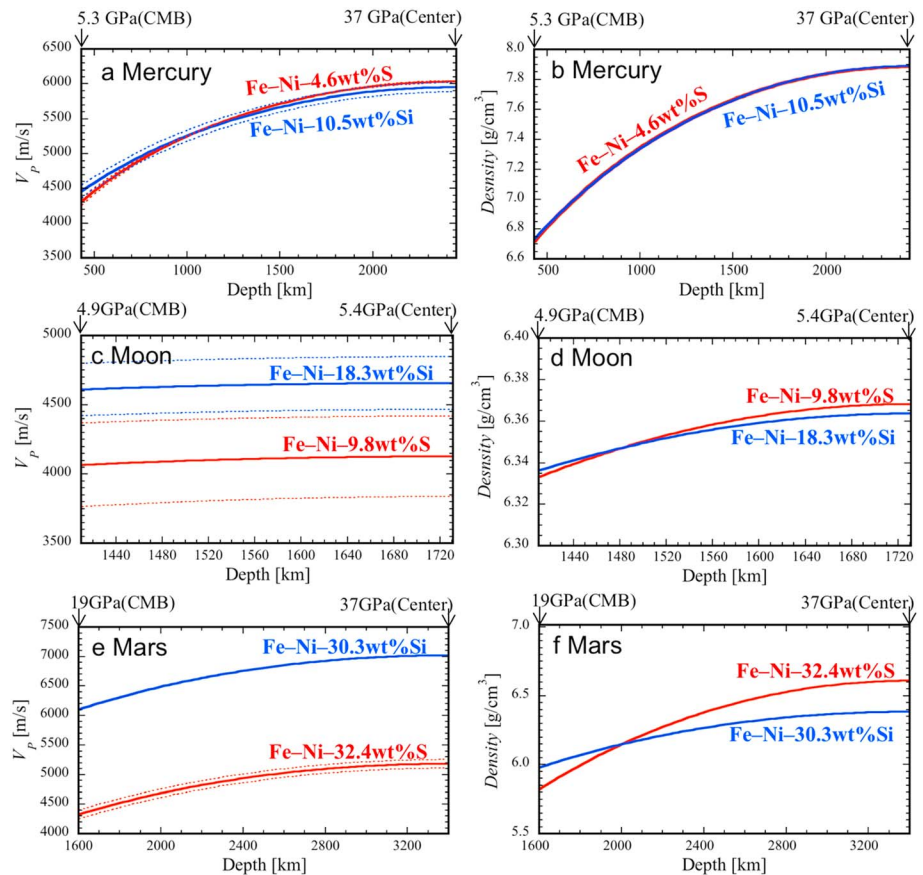 5.3 GPa(CMB) 37 GPa(Center)
6500
6000
5500
5000
4500
4000
3500
V_P [m/s]
a Mercury
Fe–Ni–4.6wt%S
Fe–Ni–10.5wt%Si
500 1000 1500 2000
Depth [km]
5.3 GPa(CMB) 37 GPa(Center)
8.0
7.8
7.6
7.4
7.2
7.0
6.8
6.6
Desnsity [g/cm³]
b Mercury
Fe–Ni–4.6wt%S
Fe–Ni–10.5wt%Si
500 1000 1500 2000
Depth [km]
4.9GPa(CMB) 5.4GPa(Center)
5000
4500
4000
3500
V_P [m/s]
c Moon
Fe–Ni–18.3wt%Si
Fe–Ni–9.8wt%S
1440 1480 1520 1560 1600 1640 1680 1720
Depth [km]
4.9GPa(CMB) 5.4GPa(Center)
6.40
6.38
6.36
6.34
6.32
6.30
Desnsity [g/cm³]
d Moon
Fe–Ni–9.8wt%S
Fe–Ni–18.3wt%Si
1440 1480 1520 1560 1600 1640 1680 1720
Depth [km]
19GPa(CMB) 37GPa(Center)
7500
7000
6500
6000
5500
5000
4500
4000
V_P [m/s]
e Mars
Fe–Ni–30.3wt%Si
Fe–Ni–32.4wt%S
1600 2000 2400 2800 3200
Depth [km]
19GPa(CMB) 37GPa(Center)
7.0
6.5
6.0
5.5
Density [g/cm³]
f Mars
Fe–Ni–32.4wt%S
Fe–Ni–30.3wt%Si
1600 2000 2400 2800 3200
Depth [km]